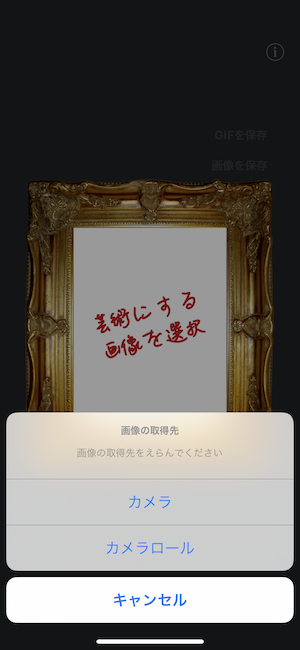 GIFを保存
画像を保存
芸術にする
画像を選択
画像の取得先
画像の取得先をえらんでください
カメラ
カメラロール
キャンセル